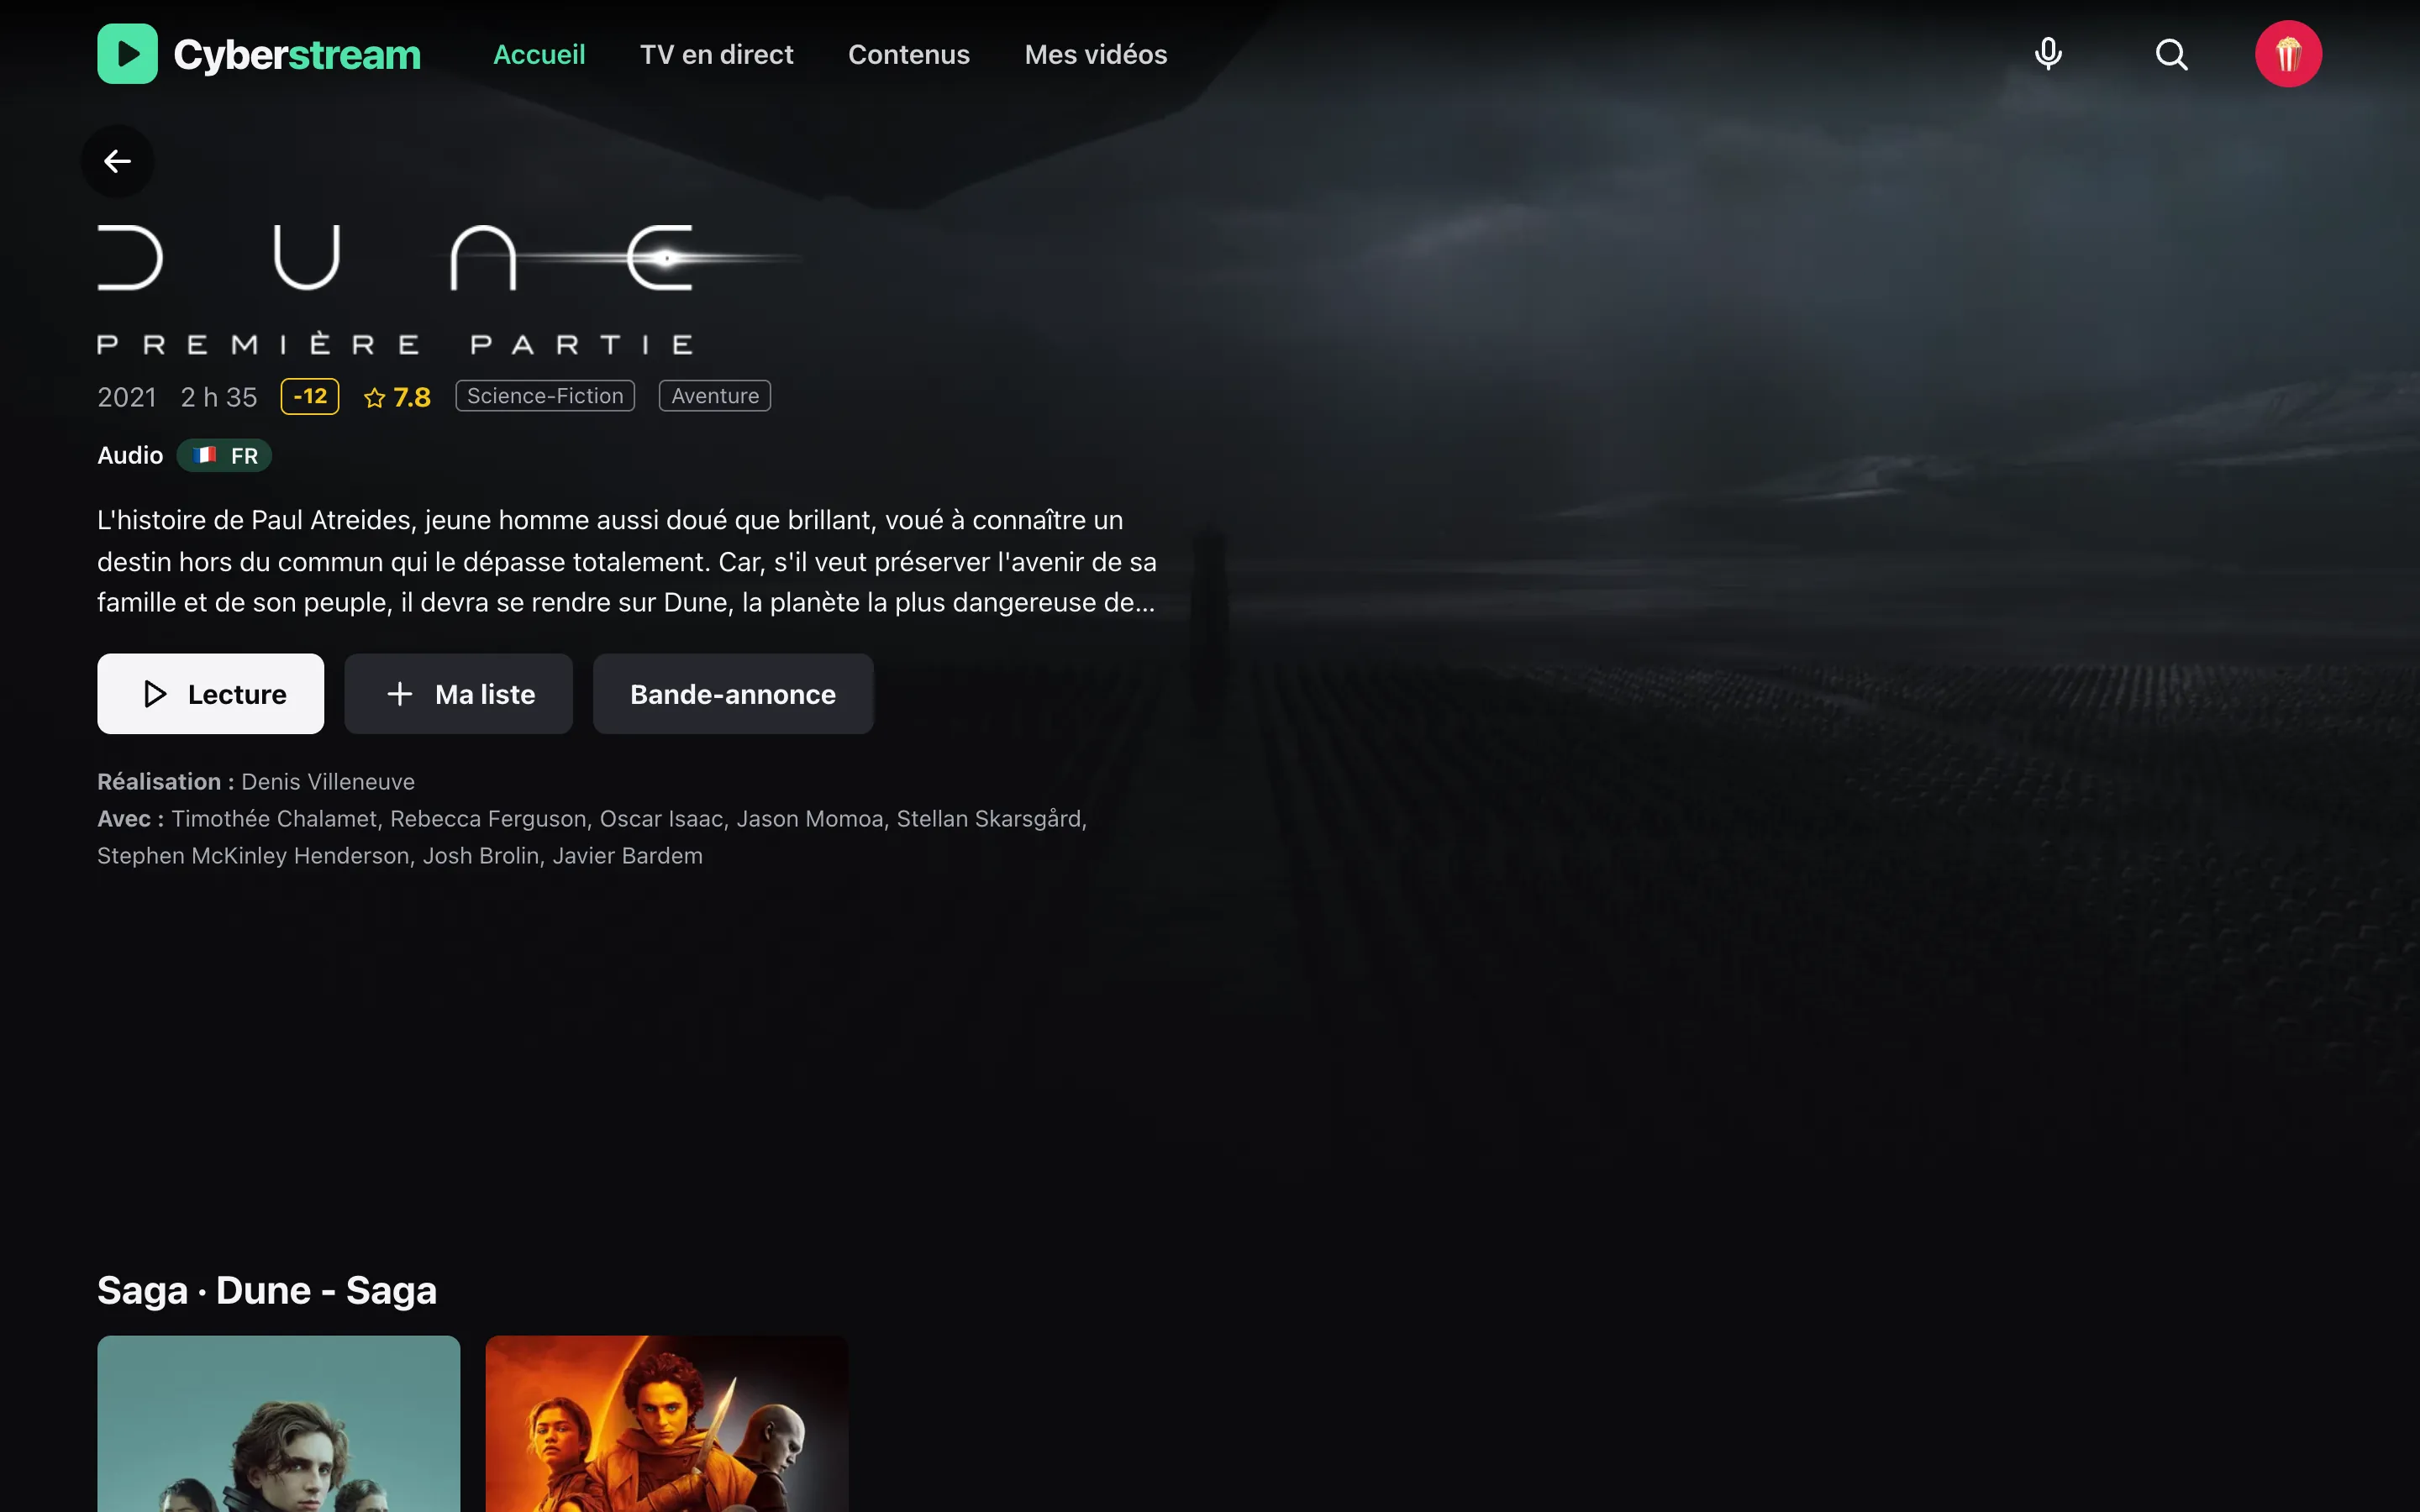 Cyberstream
Accueil
TV en direct
Contenus
Mes vidéos
DUNE
PREMIÈRE PARTIE
2021 2 h 35 -12 7.8 Science-Fiction Aventure
Audio 🇫🇷 FR
L'histoire de Paul Atreides, jeune homme aussi doué que brillant, voué à connaître un
destin hors du commun qui le dépasse totalement. Car, s'il veut préserver l'avenir de sa
famille et de son peuple, il devra se rendre sur Dune, la planète la plus dangereuse de...
Lecture
Ma liste
Bande-annonce
Réalisation : Denis Villeneuve
Avec : Timothée Chalamet, Rebecca Ferguson, Oscar Isaac, Jason Momoa, Stellan Skarsgård,
Stephen McKinley Henderson, Josh Brolin, Javier Bardem
Saga · Dune - Saga